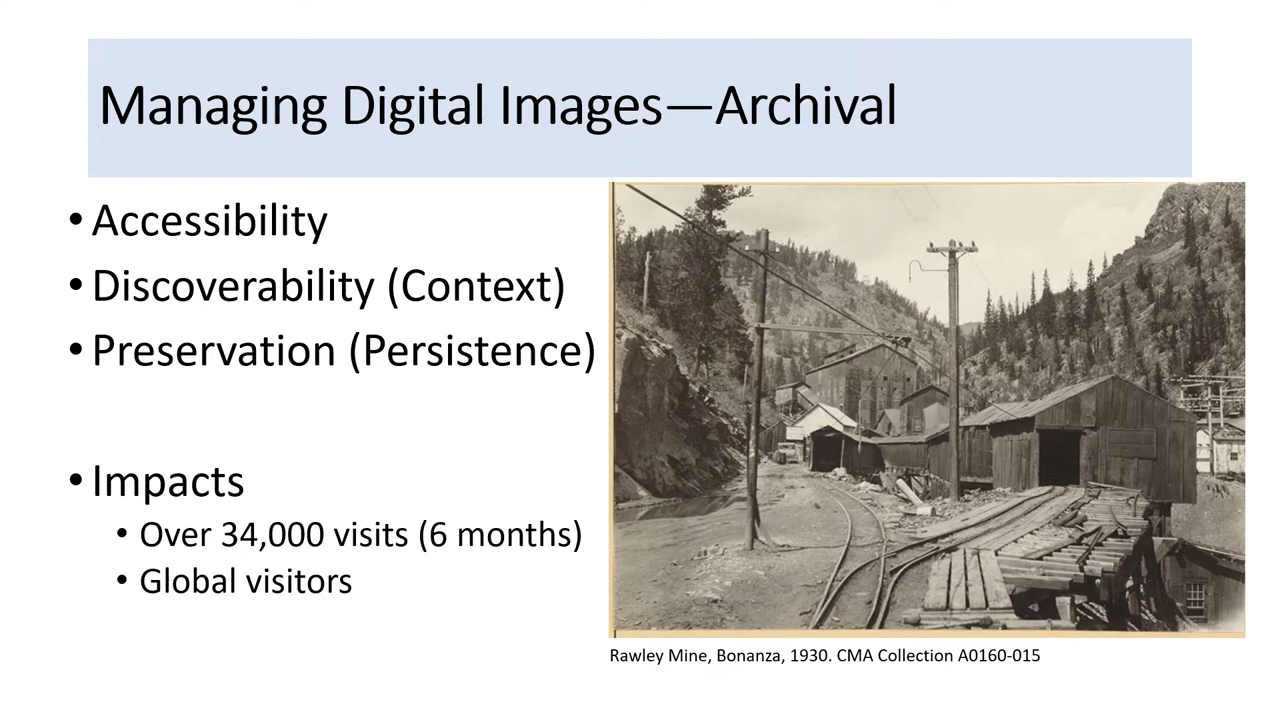 Managing Digital Images—Archival
• Accessibility
• Discoverability (Context)
• Preservation (Persistence)
• Impacts
• Over 34,000 visits (6 months)
• Global visitors
Rawley Mine, Bonanza, 1930. CMA Collection A0160-015